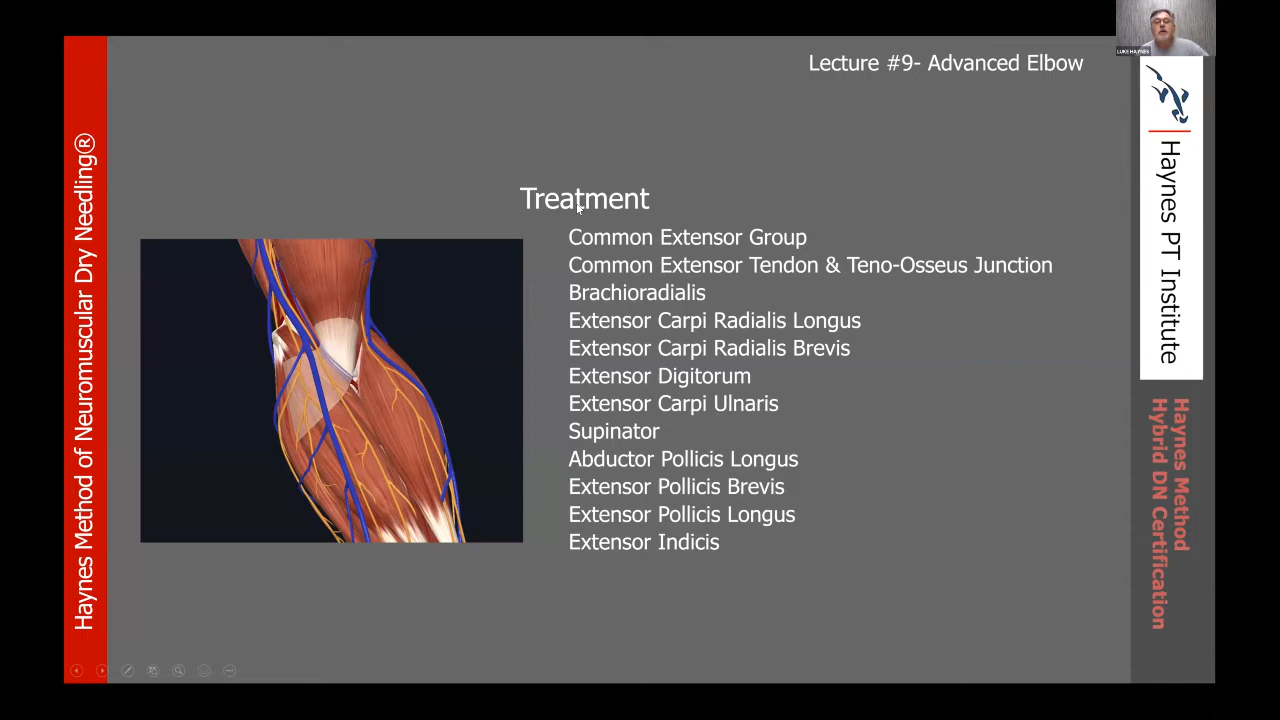 LUKE HAYNES
Lecture #9- Advanced Elbow
Haynes Method of Neuromuscular Dry Needling®
Treatment
Common Extensor Group
Common Extensor Tendon & Teno-Osseus Junction
Brachioradialis
Extensor Carpi Radialis Longus
Extensor Carpi Radialis Brevis
Extensor Digitorum
Extensor Carpi Ulnaris
Supinator
Abductor Pollicis Longus
Extensor Pollicis Brevis
Extensor Pollicis Longus
Extensor Indicis
Haynes PT Institute
Haynes Method
Hybrid DN Certification